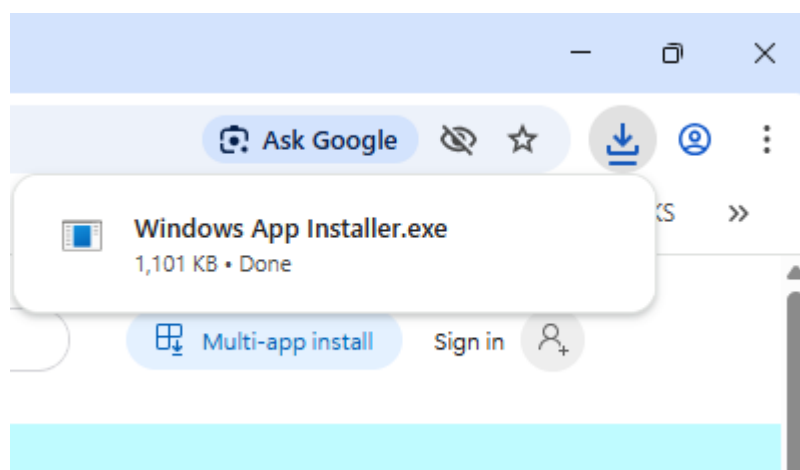 Ask Google
Windows App Installer.exe
1,101 KB • Done
Multi-app install
Sign in